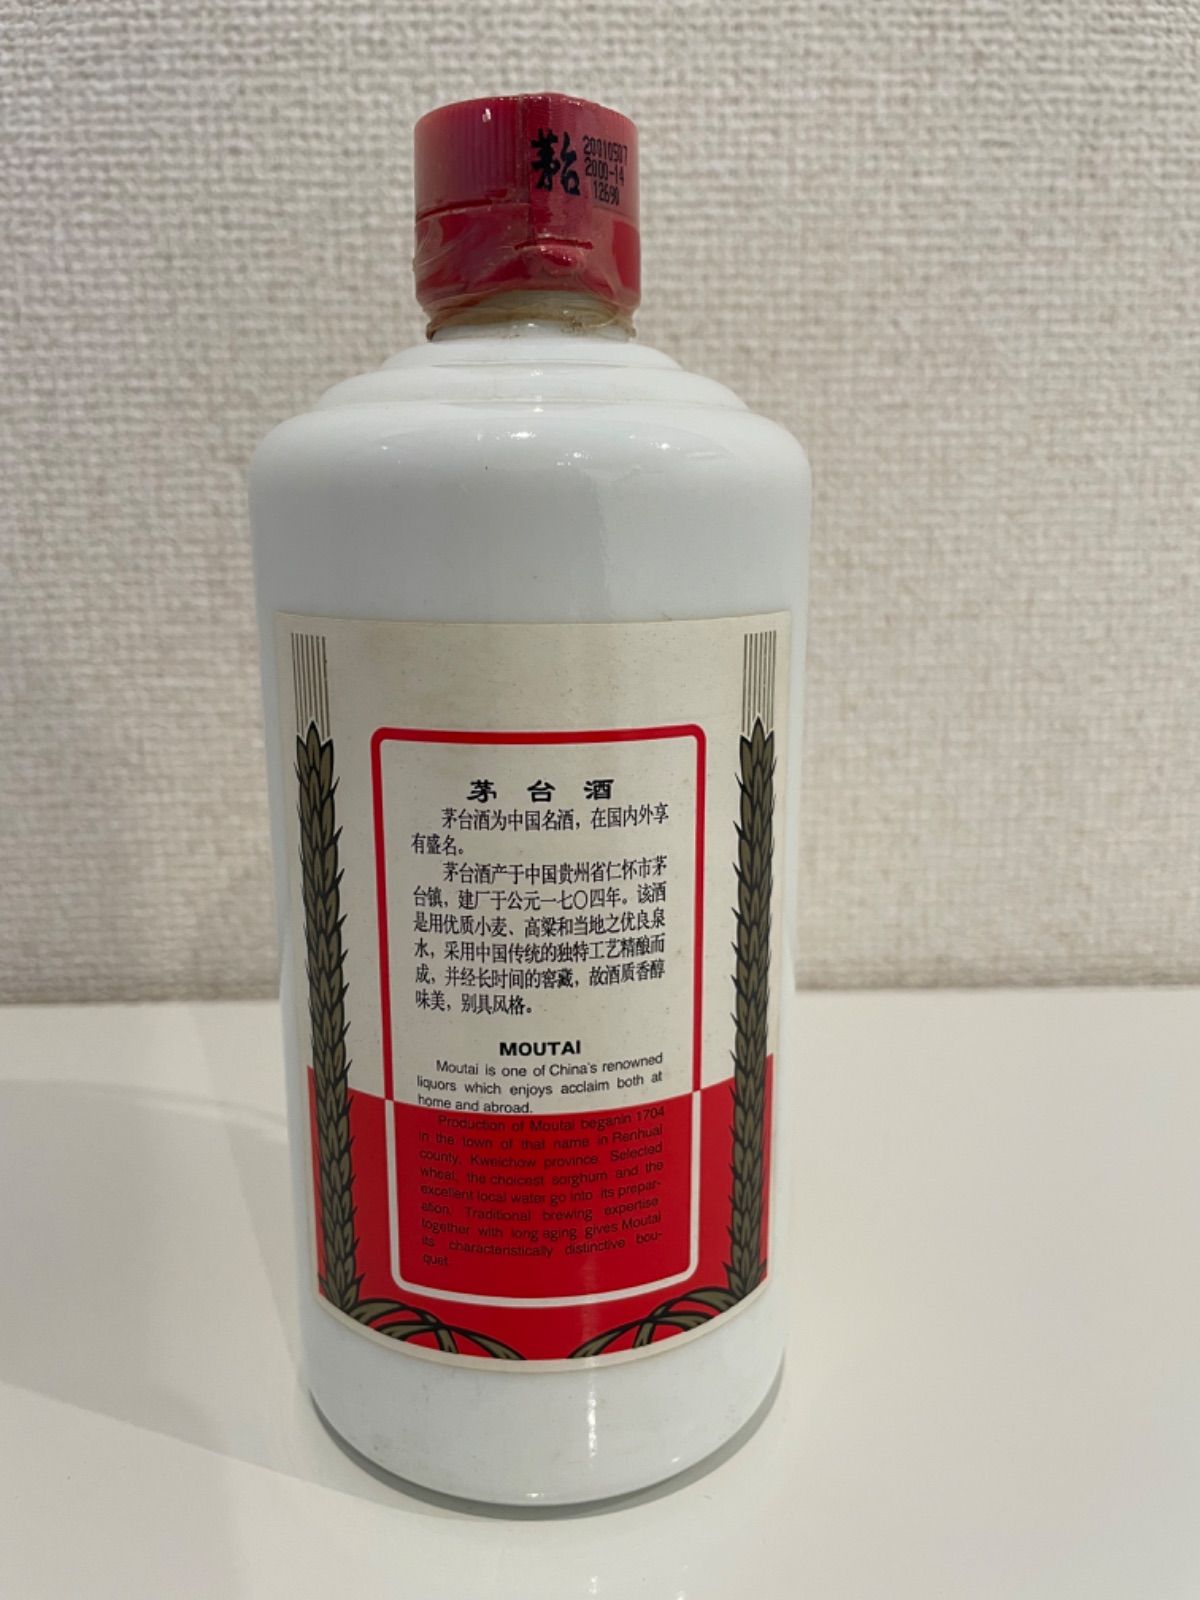 茅台
20010507
2000-14
12690
茅台酒
茅台酒为中国名酒，在国内外享
有盛名。
茅台酒产于中国贵州省仁怀市茅
台镇，建厂于公元一七〇四年。该酒
是用优质小麦、高粱和当地之优良泉
水，采用中国传统的独特工艺精酿而
成，并经长时间的窖藏，故酒质香醇
味美，别具风格。
MOUTAI
Moutai is one of China's renowned
liquors which enjoys acclaim both at
home and abroad.
Production of Moutai beganin 1704
in the town of that name in Renhuai
county, Kweichow province. Selected
wheat, the choicest sorghum and the
excellent local water go into its prepar-
ation. Traditional brewing expertise
together with long aging gives Moutai
its characteristically distinctive bou-
quet.